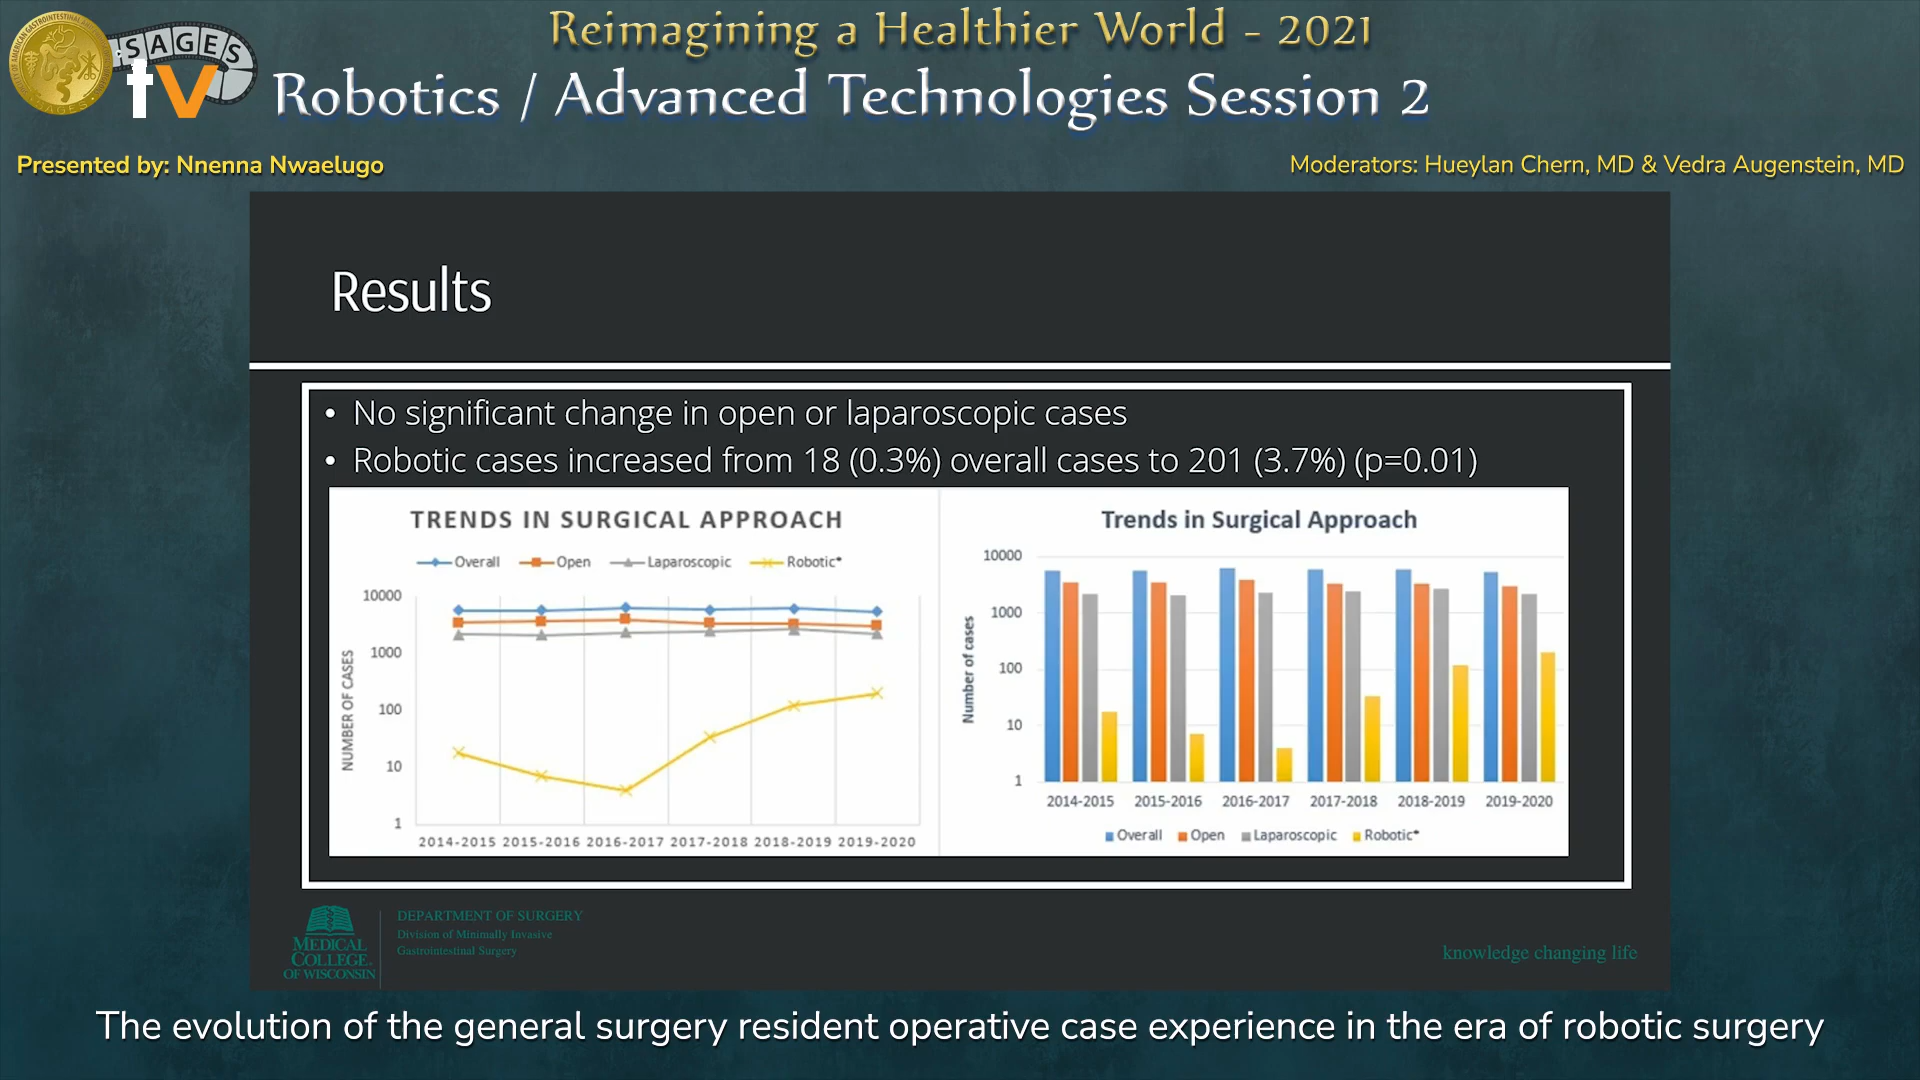 SAGES
tv
Reimagining a Healthier World - 2021
Robotics / Advanced Technologies Session 2
Presented by: Nnenna Nwaelugo
Moderators: Hueylan Chern, MD & Vedra Augenstein, MD
Results
• No significant change in open or laparoscopic cases
• Robotic cases increased from 18 (0.3%) overall cases to 201 (3.7%) (p=0.01)
TRENDS IN SURGICAL APPROACH
Overall Open Laparoscopic Robotic*
NUMBER OF CASES
10000
1000
100
10
1
2014-2015 2015-2016 2016-2017 2017-2018 2018-2019 2019-2020
Trends in Surgical Approach
Number of cases
10000
1000
100
10
1
2014-2015 2015-2016 2016-2017 2017-2018 2018-2019 2019-2020
Overall Open Laparoscopic Robotic*
MEDICAL
COLLEGE
OF WISCONSIN
DEPARTMENT OF SURGERY
Division of Minimally Invasive
Gastrointestinal Surgery
knowledge changing life
The evolution of the general surgery resident operative case experience in the era of robotic surgery